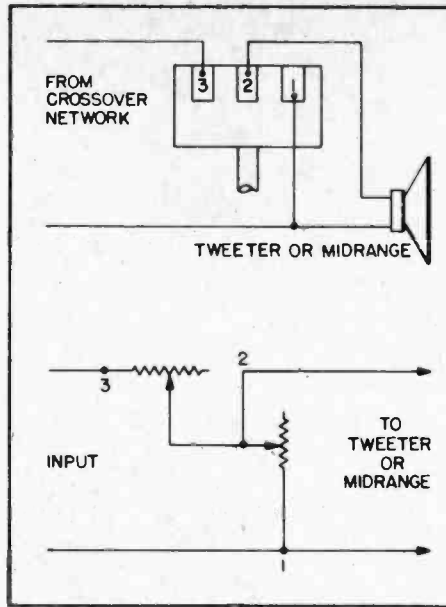 FROM
CROSSOVER
NETWORK
3 2 1
TWEETER OR MIDRANGE
3
2
INPUT
TO
TWEETER
OR
MIDRANGE
1